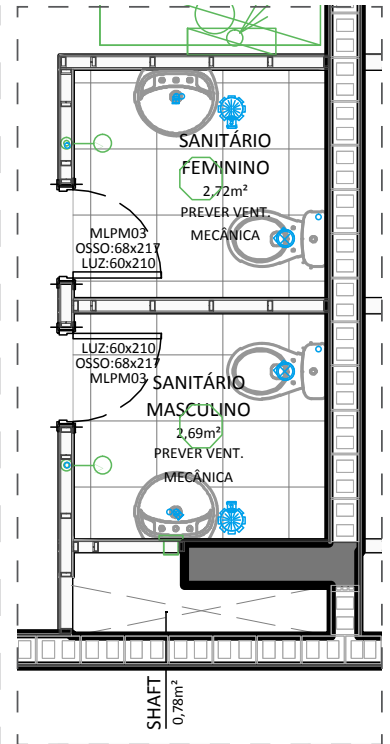 SANITÁRIO
FEMININO
2,72m²
PREVER VENT.
MECÂNICA
MLPM03
OSSO:68x217
LUZ:60x210
LUZ:60x210
OSSO:68x217
MLPM03
SANITÁRIO
MASCULINO
2,69m²
PREVER VENT.
MECÂNICA
SHAFT
0,78m²